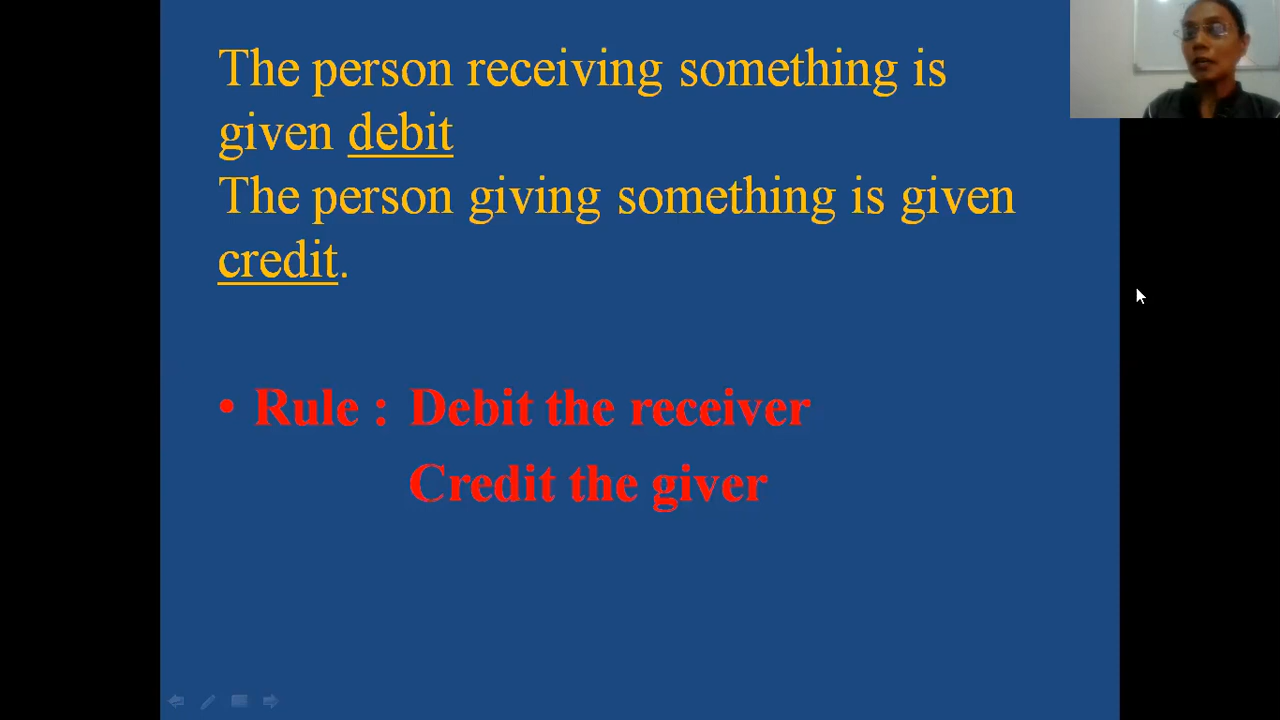 The person receiving something is
given debit
The person giving something is given
credit.
• Rule : Debit the receiver
Credit the giver